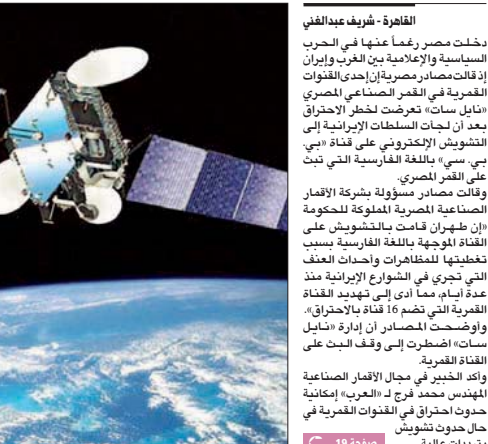 القاهرة - شريف عبدالغني
دخلت مصر رغماً عنها في الحرب
السياسية والإعلامية بين الغرب وإيران
إذ قالت مصادر مصرية إن إحدى القنوات
القمرية في القمر الصناعي المصري
«نايل سات» تعرضت لخطر الاحتراق
بعد أن لجأت السلطات الإيرانية إلى
التشويش الإلكتروني على قناة «بي.
بي. سي» باللغة الفارسية التي تبث
على القمر المصري.
وقالت مصادر مسؤولة بشركة الأقمار
الصناعية المصرية المملوكة للحكومة
«إن طهران قامت بالتشويش على
القناة الموجهة باللغة الفارسية بسبب
تغطيتها للمظاهرات وأحداث العنف
التي تجري في الشوارع الإيرانية منذ
عدة أيام، مما أدى إلى تهديد القناة
القمرية التي تضم 16 قناة بالاحتراق».
وأوضحت المصادر أن إدارة «نايل
سات» اضطرت إلى وقف البث على
القناة القمرية.
وأكد الخبير في مجال الأقمار الصناعية
المهندس محمد فرج لـ «العرب» إمكانية
حدوث احتراق في القنوات القمرية في
حال حدوث تشويش
صفحة 19